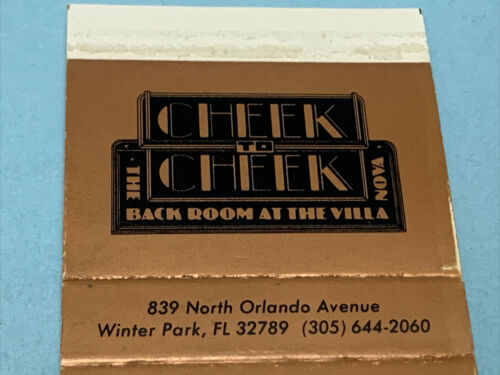 CHEEK
TO
CHEEK
THE BACK ROOM AT THE VILLA NOVA
839 North Orlando Avenue
Winter Park, FL 32789 (305) 644-2060